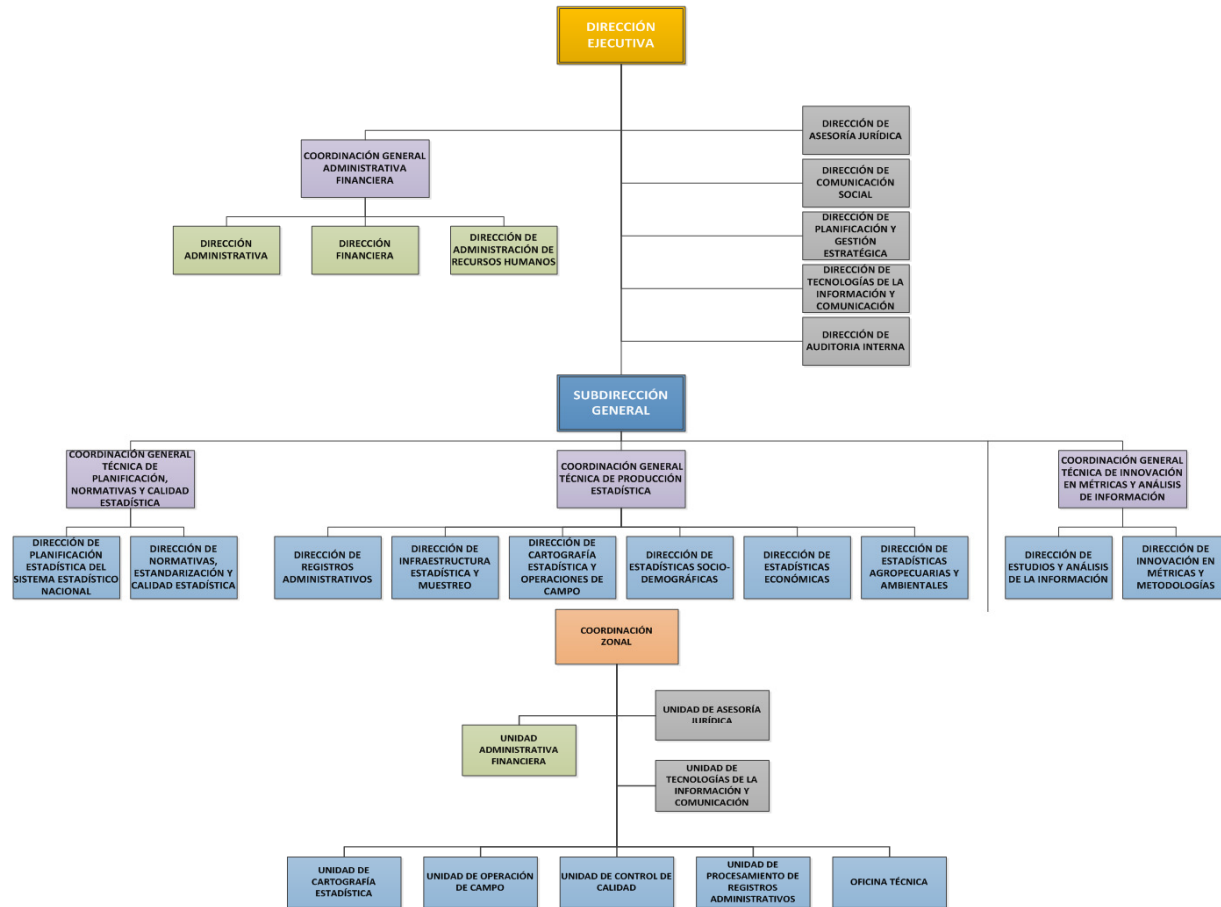 DIRECCIÓN
EJECUTIVA
DIRECCIÓN DE
ASESORÍA JURÍDICA
COORDINACIÓN GENERAL
ADMINISTRATIVA
FINANCIERA
DIRECCIÓN DE
COMUNICACIÓN
SOCIAL
DIRECCIÓN
ADMINISTRATIVA
DIRECCIÓN
FINANCIERA
DIRECCIÓN DE
ADMINISTRACIÓN DE
RECURSOS HUMANOS
DIRECCIÓN DE
PLANIFICACIÓN Y
GESTIÓN
ESTRATÉGICA
DIRECCIÓN DE
TECNOLOGÍAS DE LA
INFORMACIÓN Y
COMUNICACIÓN
DIRECCIÓN DE
AUDITORIA INTERNA
SUBDIRECCIÓN
GENERAL
COORDINACIÓN GENERAL
TÉCNICA DE
PLANIFICACIÓN,
NORMATIVAS Y CALIDAD
ESTADÍSTICA
COORDINACIÓN GENERAL
TÉCNICA DE PRODUCCIÓN
ESTADÍSTICA
COORDINACIÓN GENERAL
TÉCNICA DE INNOVACIÓN
EN MÉTRICAS Y ANÁLISIS
DE INFORMACIÓN
DIRECCIÓN DE
PLANIFICACIÓN
ESTADÍSTICA DEL
SISTEMA ESTADÍSTICO
NACIONAL
DIRECCIÓN DE
NORMATIVAS,
ESTANDARIZACIÓN Y
CALIDAD ESTADÍSTICA
DIRECCIÓN DE
REGISTROS
ADMINISTRATIVOS
DIRECCIÓN DE
INFRAESTRUCTURA
ESTADÍSTICA Y
MUESTREO
DIRECCIÓN DE
CARTOGRAFÍA
ESTADÍSTICA Y
OPERACIONES DE
CAMPO
DIRECCIÓN DE
ESTADÍSTICAS SOCIO-
DEMOGRÁFICAS
DIRECCIÓN DE
ESTADÍSTICAS
ECONÓMICAS
DIRECCIÓN DE
ESTADÍSTICAS
AGROPECUARIAS Y
AMBIENTALES
DIRECCIÓN DE
ESTUDIOS Y ANÁLISIS
DE LA INFORMACIÓN
DIRECCIÓN DE
INNOVACIÓN EN
MÉTRICAS Y
METODOLOGÍAS
COORDINACIÓN
ZONAL
UNIDAD DE ASESORÍA
JURÍDICA
UNIDAD
ADMINISTRATIVA
FINANCIERA
UNIDAD DE
TECNOLOGÍAS DE LA
INFORMACIÓN Y
COMUNICACIÓN
UNIDAD DE
CARTOGRAFÍA
ESTADÍSTICA
UNIDAD DE OPERACIÓN
DE CAMPO
UNIDAD DE CONTROL DE
CALIDAD
UNIDAD DE
PROCESAMIENTO DE
REGISTROS
ADMINISTRATIVOS
OFICINA TÉCNICA